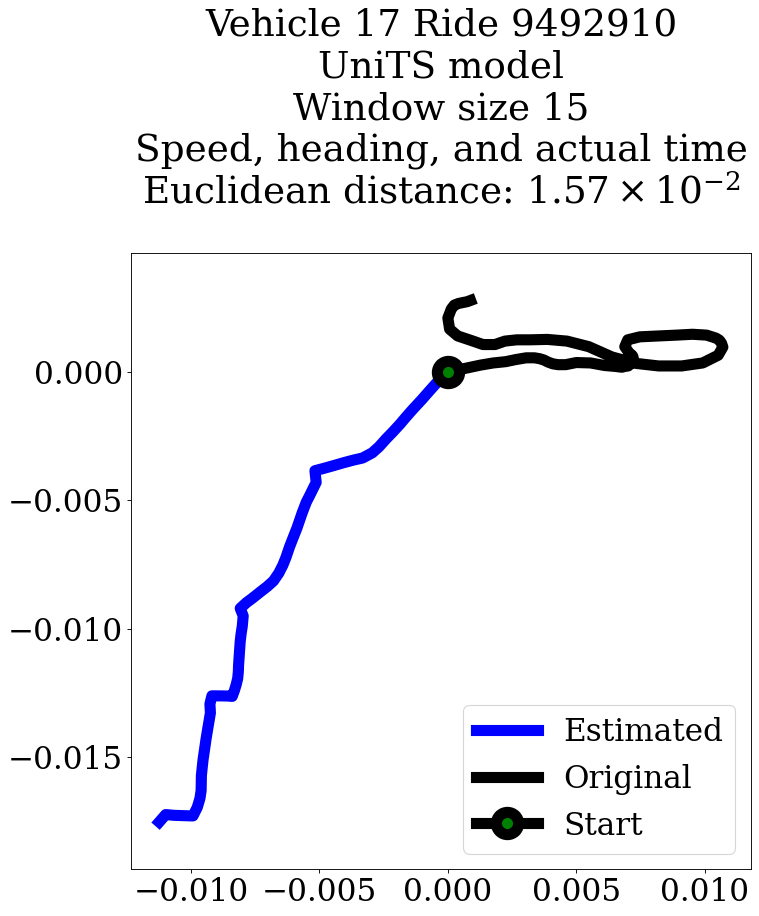 Vehicle 17 Ride 9492910
UniTS model
Window size 15
Speed, heading, and actual time
Euclidean distance: 1.57 × 10⁻²
0.000
−0.005
−0.010
−0.015
Estimated
Original
Start
−0.010 −0.005 0.000 0.005 0.010